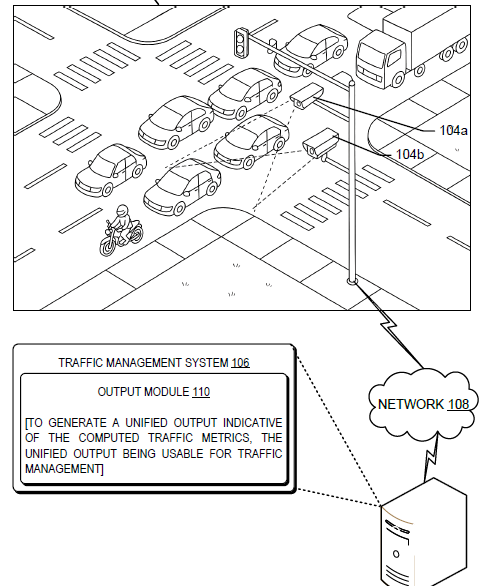 104a
104b
TRAFFIC MANAGEMENT SYSTEM 106
OUTPUT MODULE 110
[TO GENERATE A UNIFIED OUTPUT INDICATIVE
OF THE COMPUTED TRAFFIC METRICS, THE
UNIFIED OUTPUT BEING USABLE FOR TRAFFIC
MANAGEMENT]
NETWORK 108